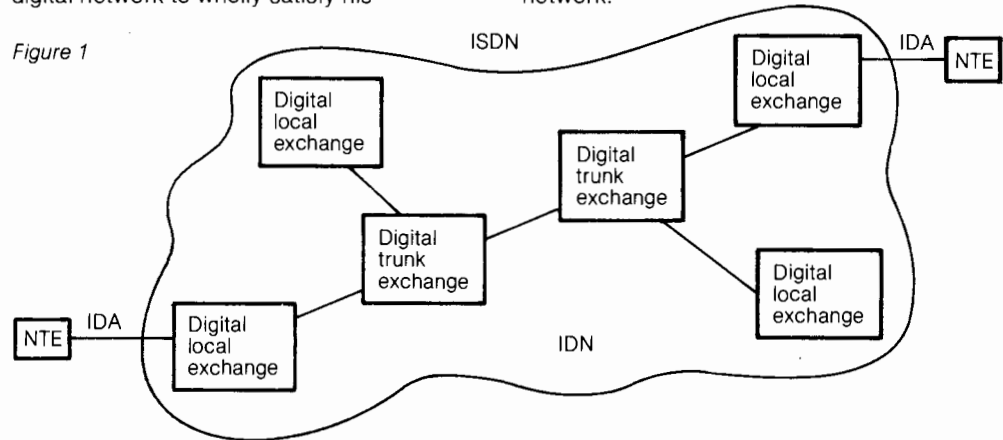 digital network to wholly satisfy his
network.
Figure 1
ISDN
IDA
NTE
Digital
local
exchange
Digital
local
exchange
Digital
trunk
exchange
Digital
trunk
exchange
Digital
local
exchange
IDA
NTE
Digital
local
exchange
IDN